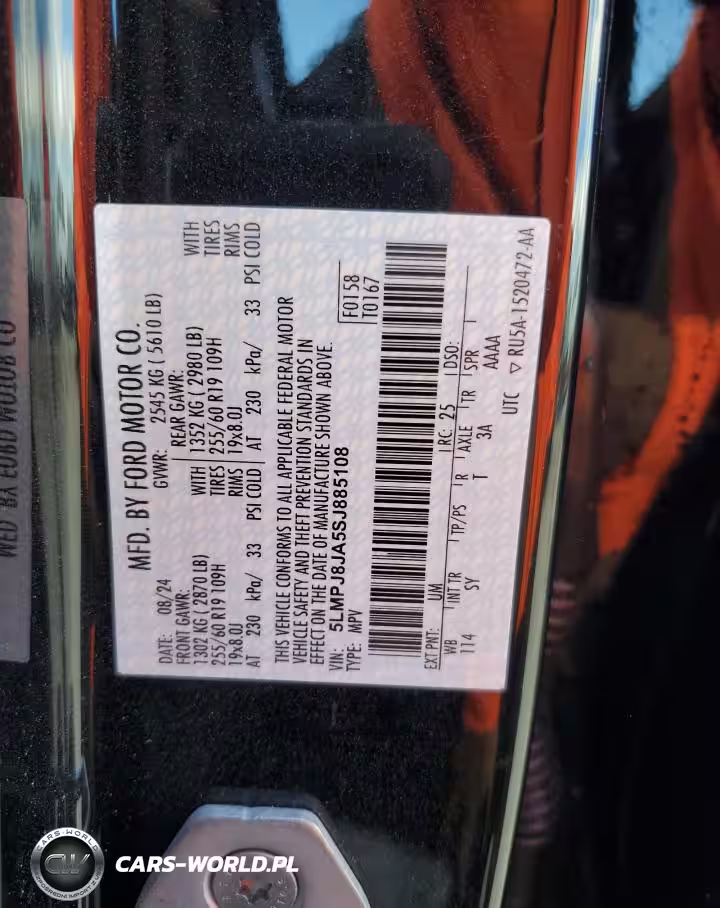 MFD. BY FORD MOTOR CO.
DATE: 08/24 GVWR: 2545 KG ( 5610 LB)
FRONT GAWR: REAR GAWR:
1302 KG ( 2870 LB) WITH 1352 KG ( 2980 LB) WITH
255/60 R19 109H TIRES 255/60 R19 109H TIRES
19x8.0J RIMS 19x8.0J RIMS
AT 230 kPa/ 33 PSI COLD AT 230 kPa/ 33 PSI COLD
THIS VEHICLE CONFORMS TO ALL APPLICABLE FEDERAL MOTOR
VEHICLE SAFETY AND THEFT PREVENTION STANDARDS IN
EFFECT ON THE DATE OF MANUFACTURE SHOWN ABOVE.
VIN: 5LMPJ8JA5SJ885108
TYPE: MPV
F0158
T0167
EXT PNT: UM RC: 25 DSO:
WB INT TR TP/PS R AXLE TR SPR
114 SY T 3A AAAA
UTC ▽ RU5A-1520472-AA
CARS-WORLD
CW
CARS-WORLD.PL